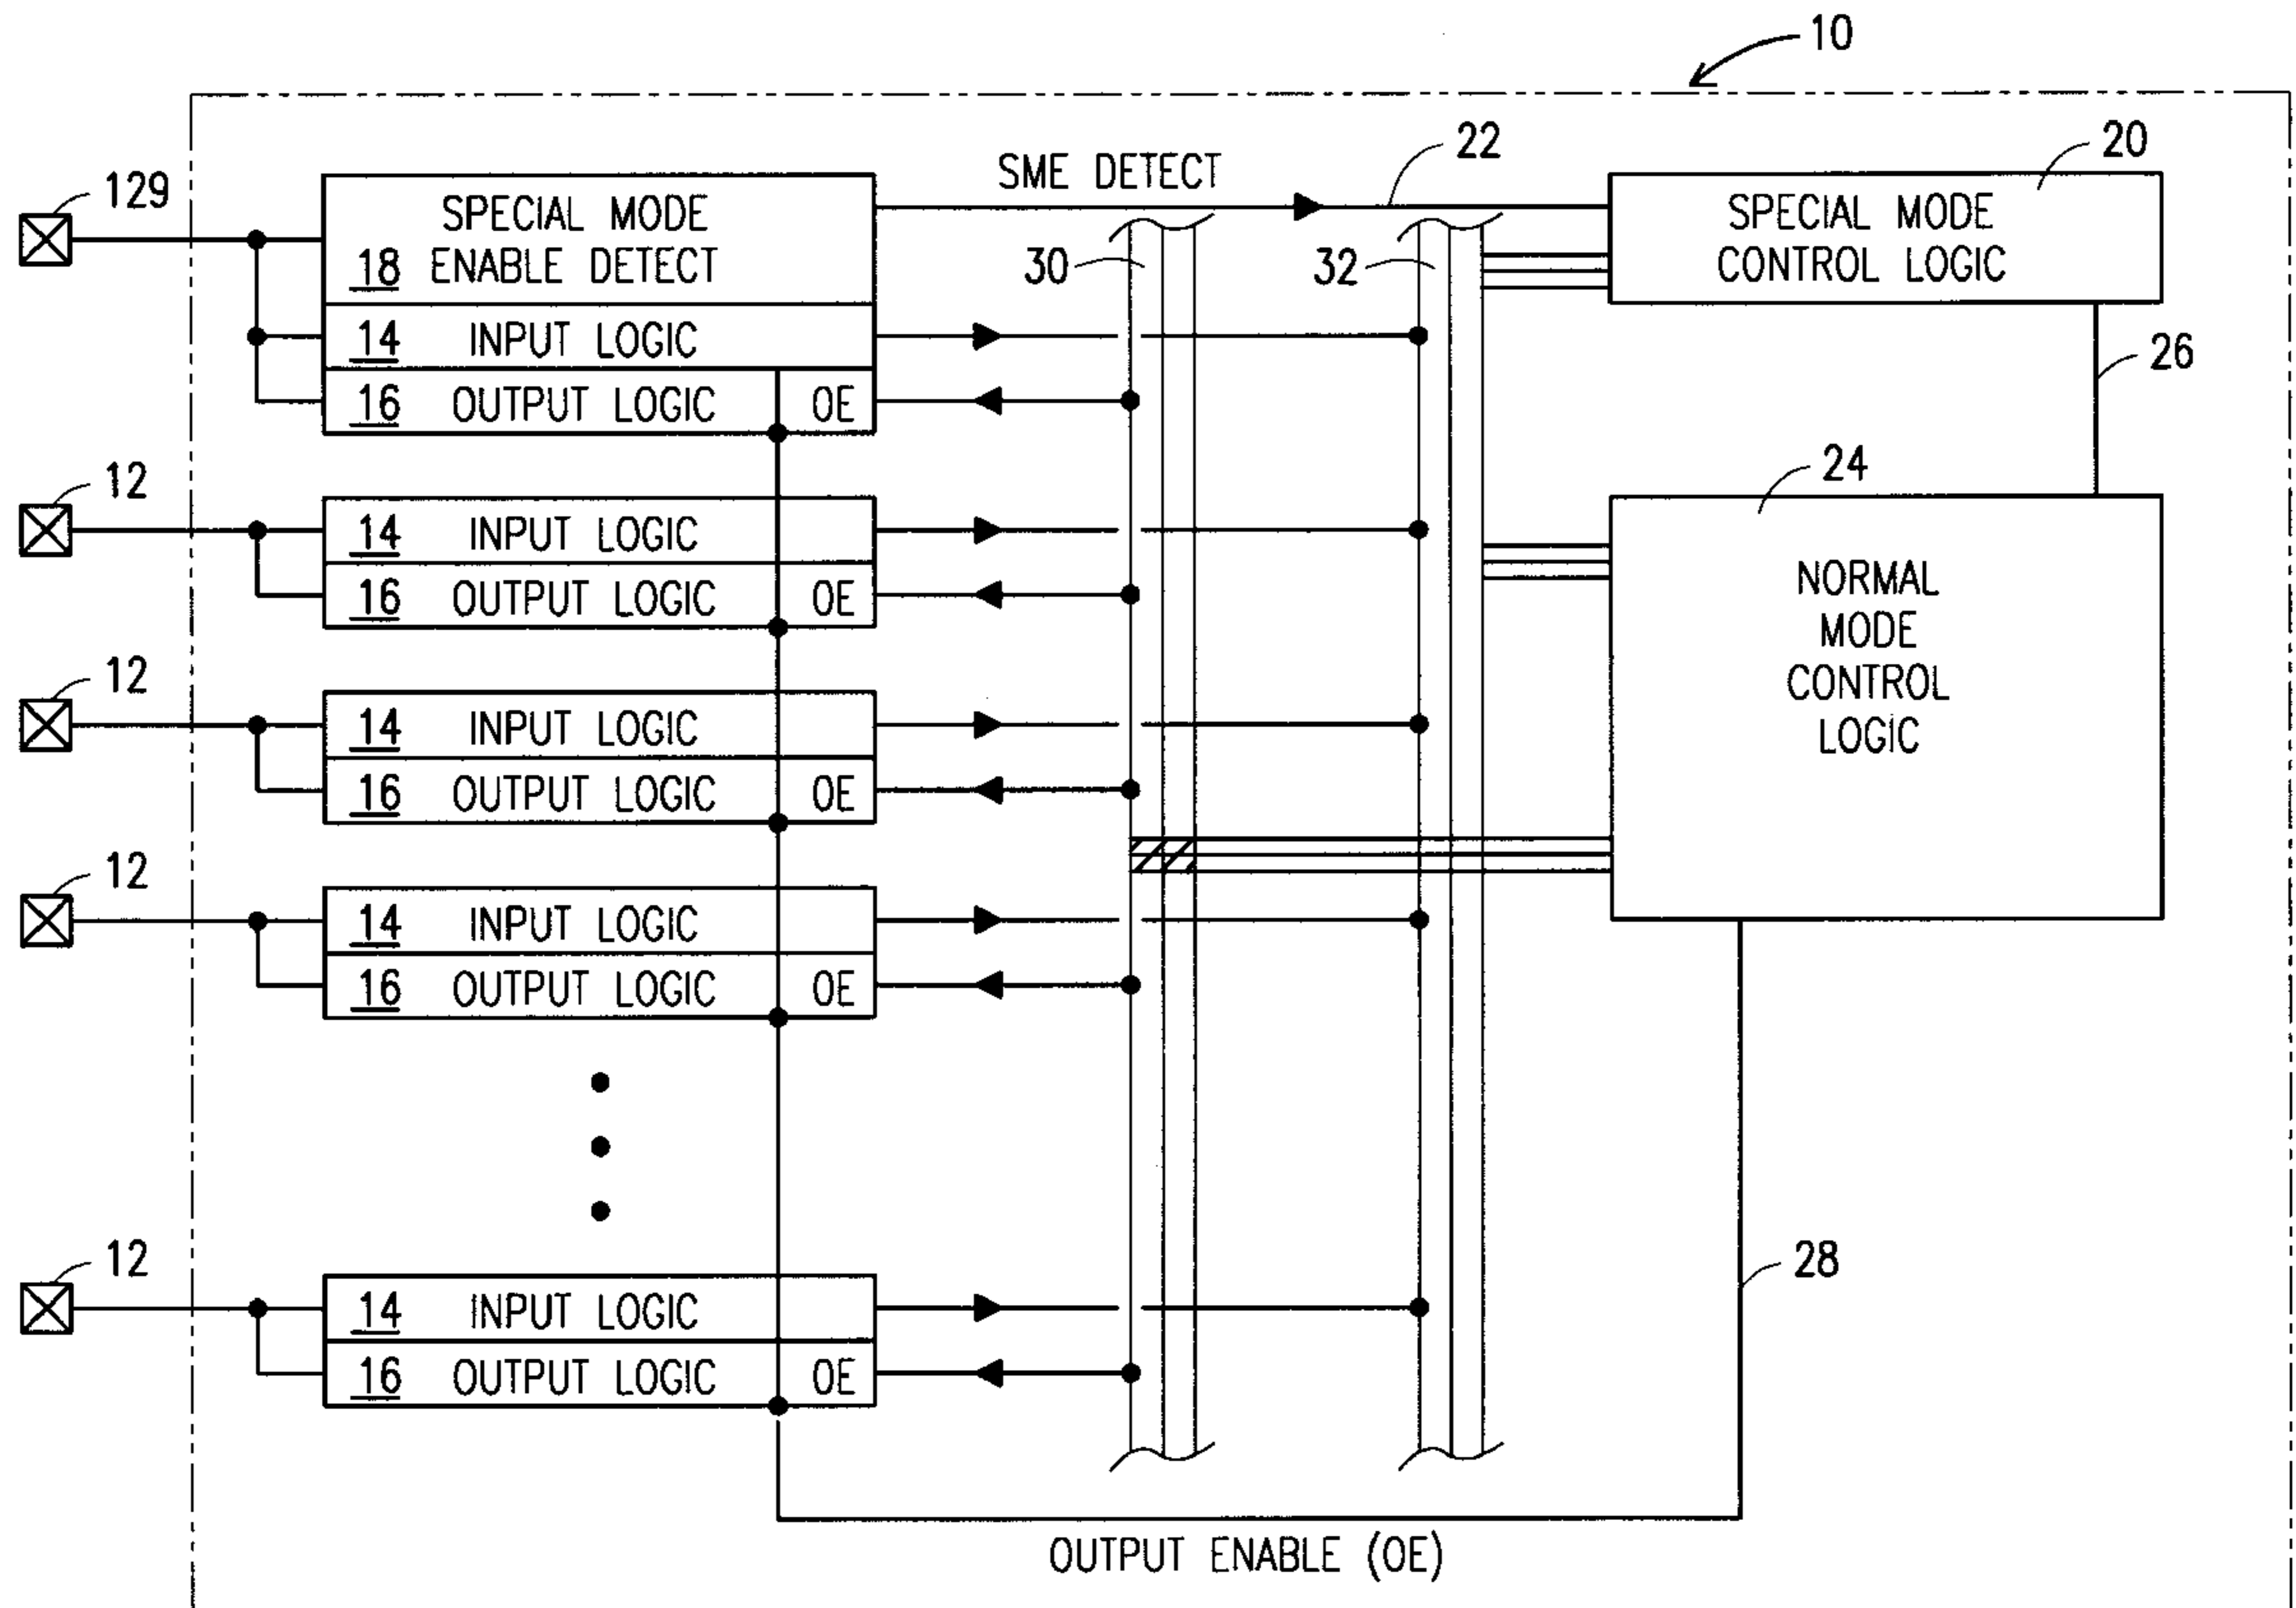 10
129
SPECIAL MODE
18 ENABLE DETECT
14 INPUT LOGIC
16 OUTPUT LOGIC OE
SME DETECT
22
30
32
20
SPECIAL MODE
CONTROL LOGIC
26
12
14 INPUT LOGIC
16 OUTPUT LOGIC OE
24
NORMAL
MODE
CONTROL
LOGIC
12
14 INPUT LOGIC
16 OUTPUT LOGIC OE
12
14 INPUT LOGIC
16 OUTPUT LOGIC OE
12
14 INPUT LOGIC
16 OUTPUT LOGIC OE
28
OUTPUT ENABLE (OE)